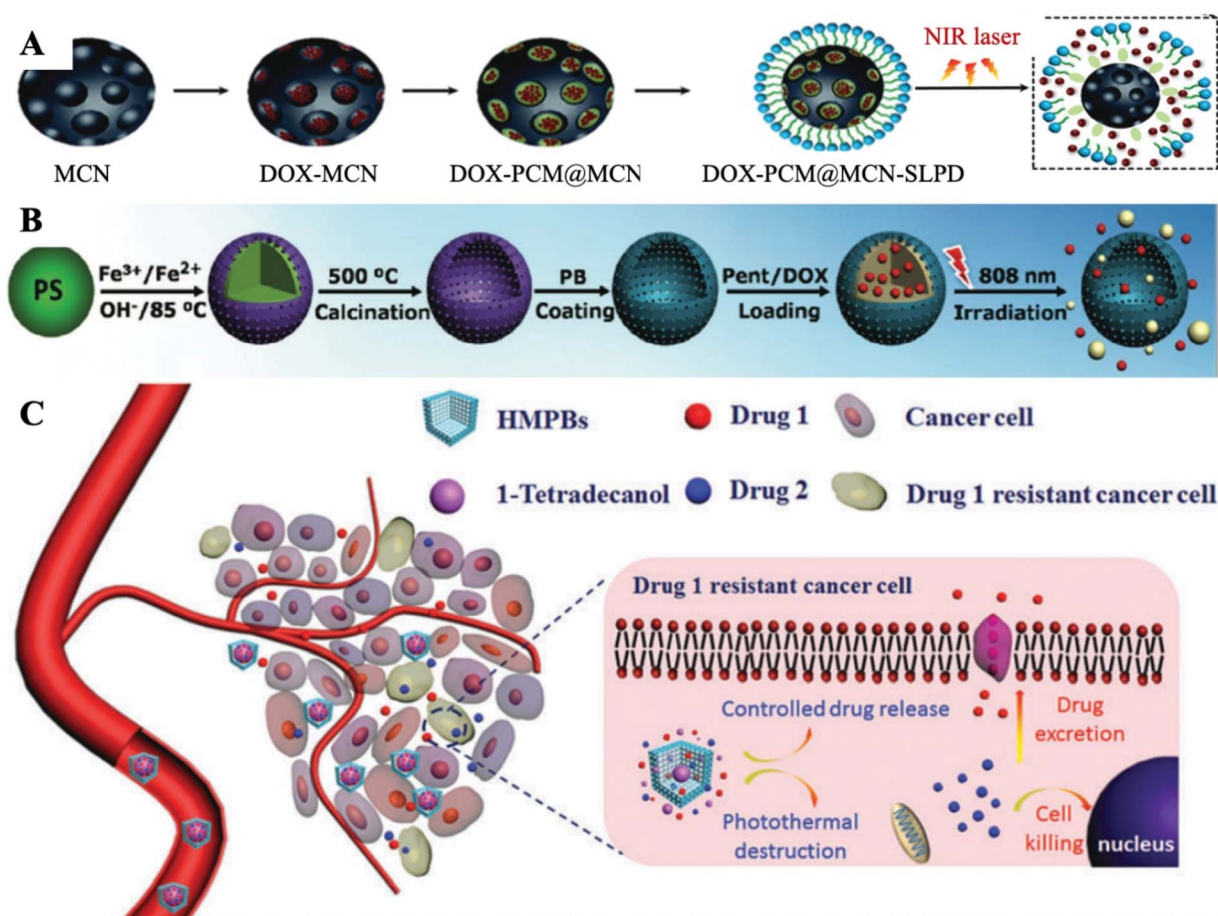 A
NIR laser
MCN
DOX-MCN
DOX-PCM@MCN
DOX-PCM@MCN-SLPD
B
PS
Fe³⁺/Fe²⁺
OH⁻/85 ºC
500 ºC
Calcination
PB
Coating
Pent/DOX
Loading
808 nm
Irradiation
C
HMPBs
Drug 1
Cancer cell
1-Tetradecanol
Drug 2
Drug 1 resistant cancer cell
Drug 1 resistant cancer cell
Controlled drug release
Drug
excretion
Photothermal
destruction
Cell
killing
nucleus